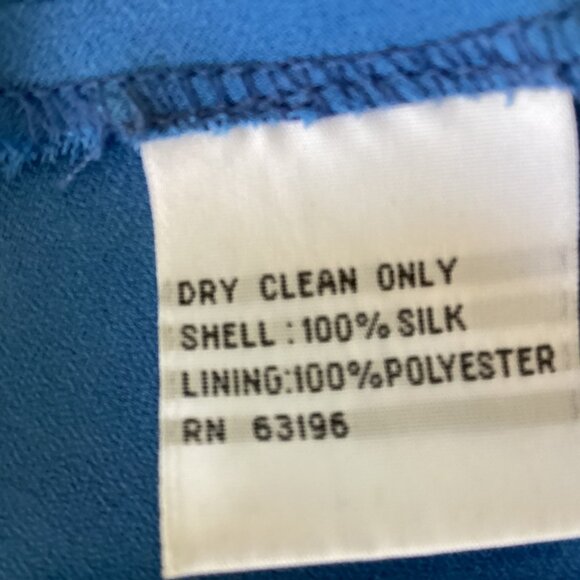 DRY CLEAN ONLY
SHELL:100% SILK
LINING:100%POLYESTER
RN 63196